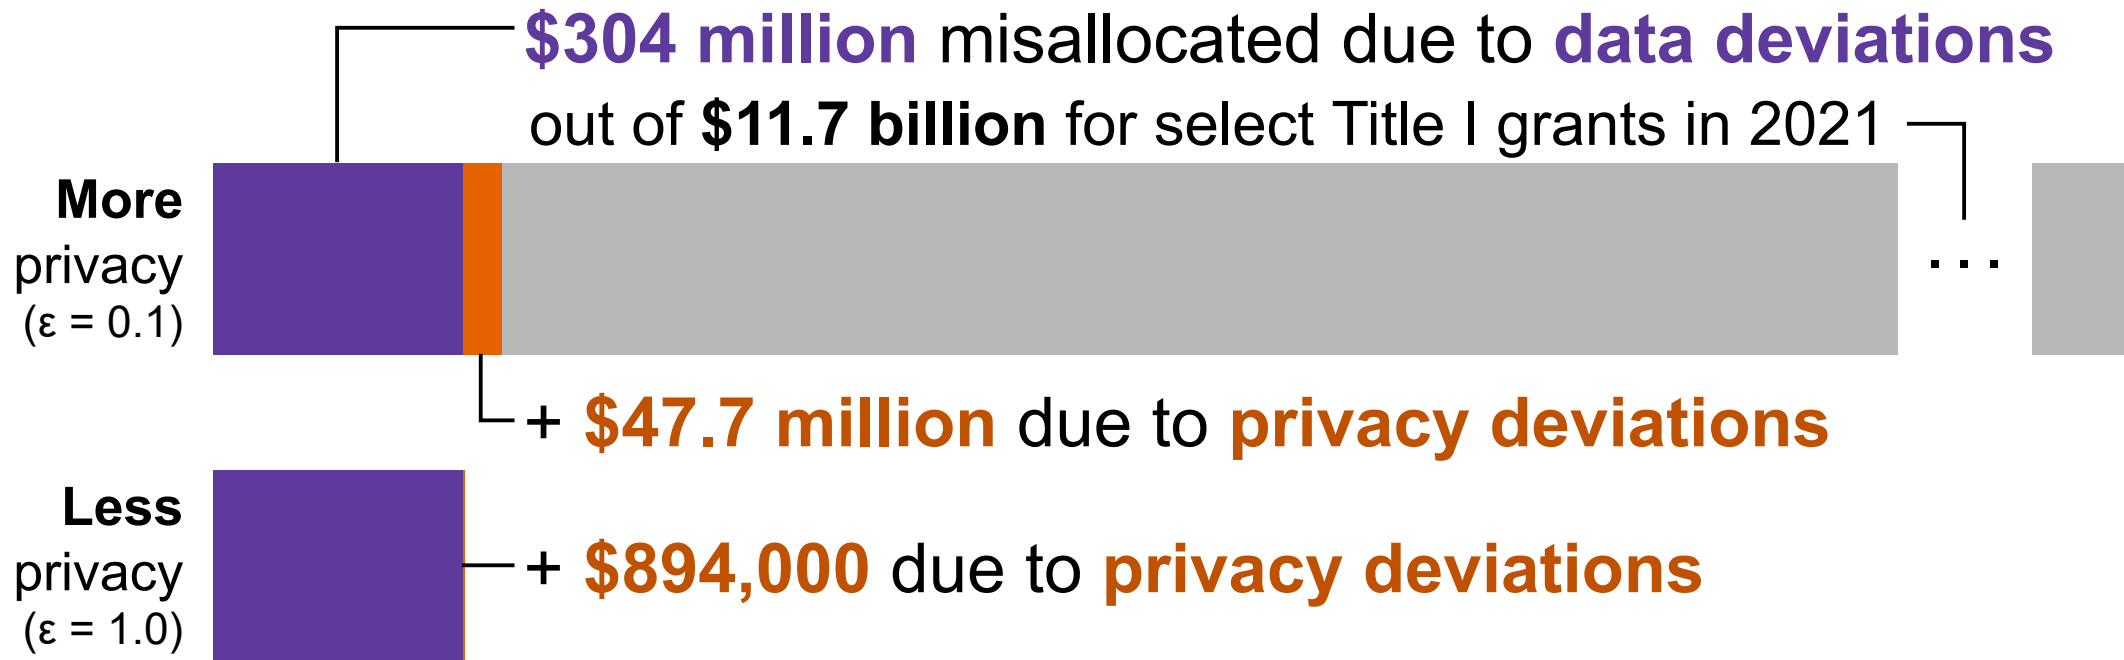 $304 million misallocated due to data deviations
out of $11.7 billion for select Title I grants in 2021
More
privacy
(ε = 0.1)
...
+ $47.7 million due to privacy deviations
Less
privacy
(ε = 1.0)
+ $894,000 due to privacy deviations